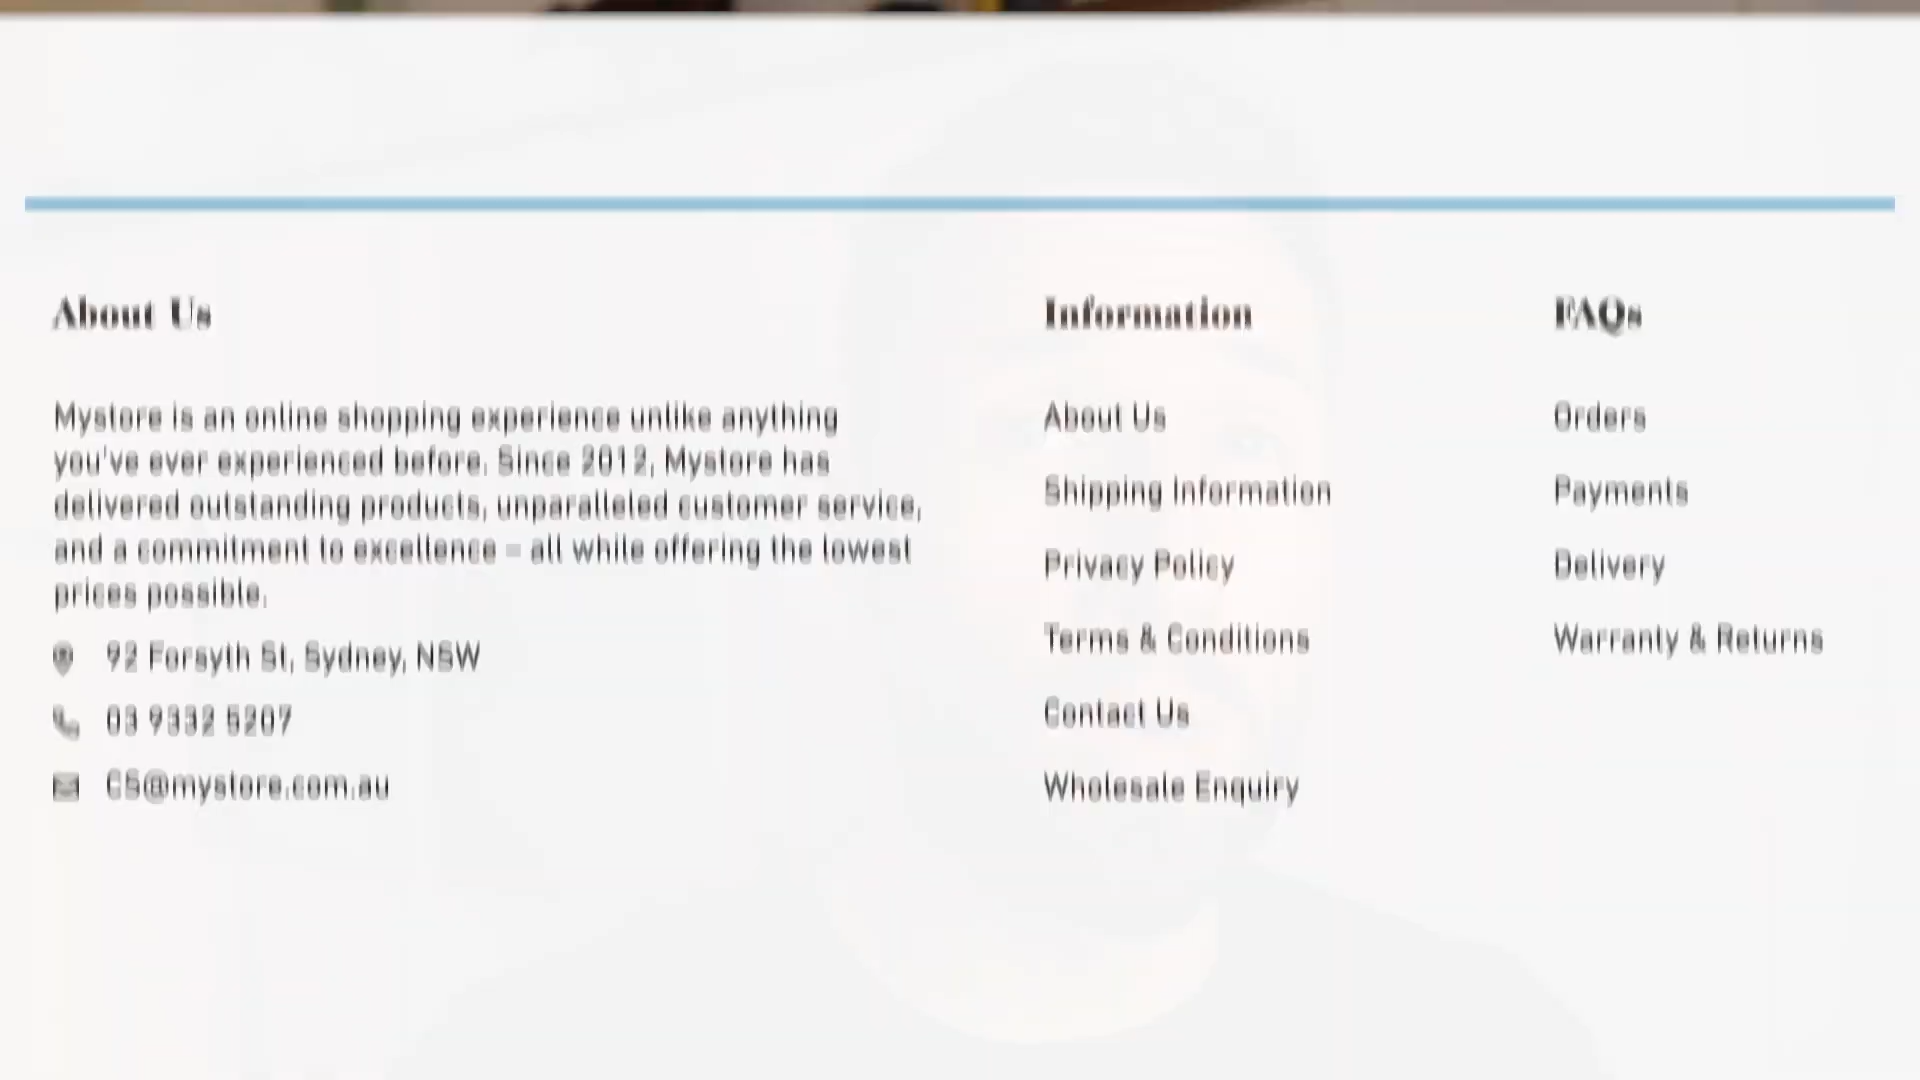 About Us
Mystore is an online shopping experience unlike anything
you've ever experienced before. Since 2012, Mystore has
delivered outstanding products, unparalleled customer service,
and a commitment to excellence – all while offering the lowest
prices possible.
92 Forsyth St, Sydney, NSW
03 9332 5207
CS@mystore.com.au
Information
About Us
Shipping Information
Privacy Policy
Terms & Conditions
Contact Us
Wholesale Enquiry
FAQs
Orders
Payments
Delivery
Warranty & Returns